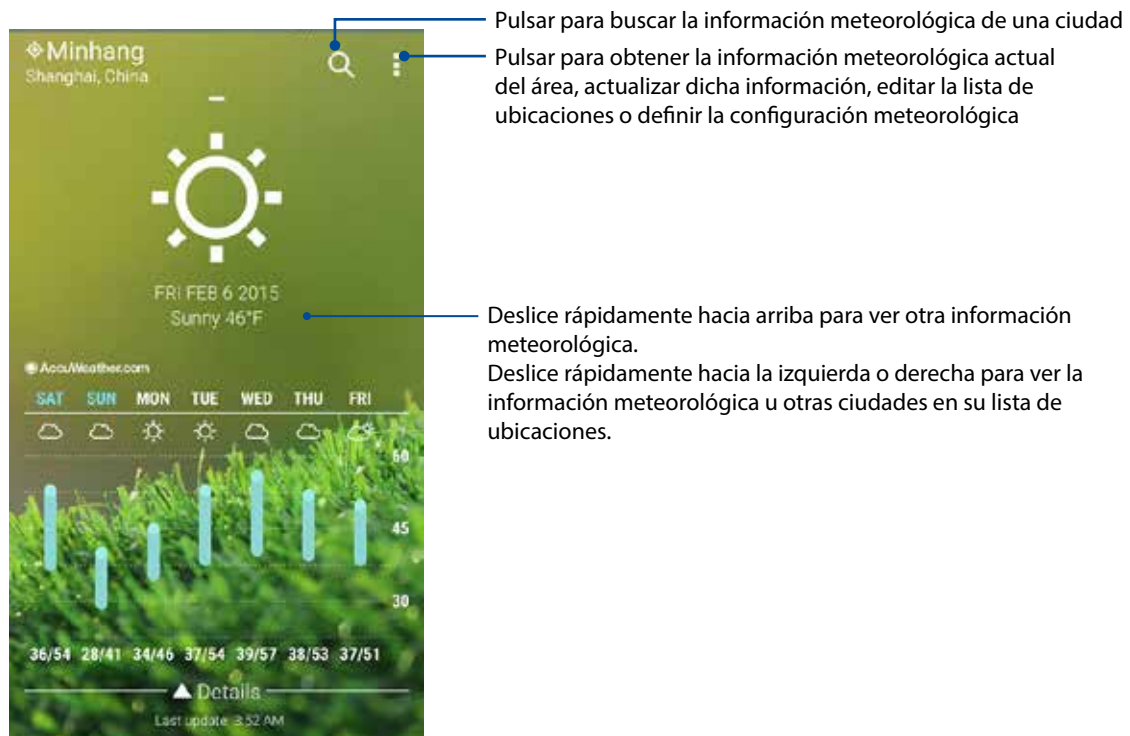 Pulsar para buscar la información meteorológica de una ciudad
Pulsar para obtener la información meteorológica actual
del área, actualizar dicha información, editar la lista de
ubicaciones o definir la configuración meteorológica
Minhang
Shanghai, China
FRI FEB 6 2015
Sunny 46°F
Deslice rápidamente hacia arriba para ver otra información
meteorológica.
Deslice rápidamente hacia la izquierda o derecha para ver la
información meteorológica u otras ciudades en su lista de
ubicaciones.
AccuWeather.com
SAT SUN MON TUE WED THU FRI
60
45
30
36/54 28/41 34/46 37/54 39/57 38/53 37/51
Details
Last update 3:52 AM